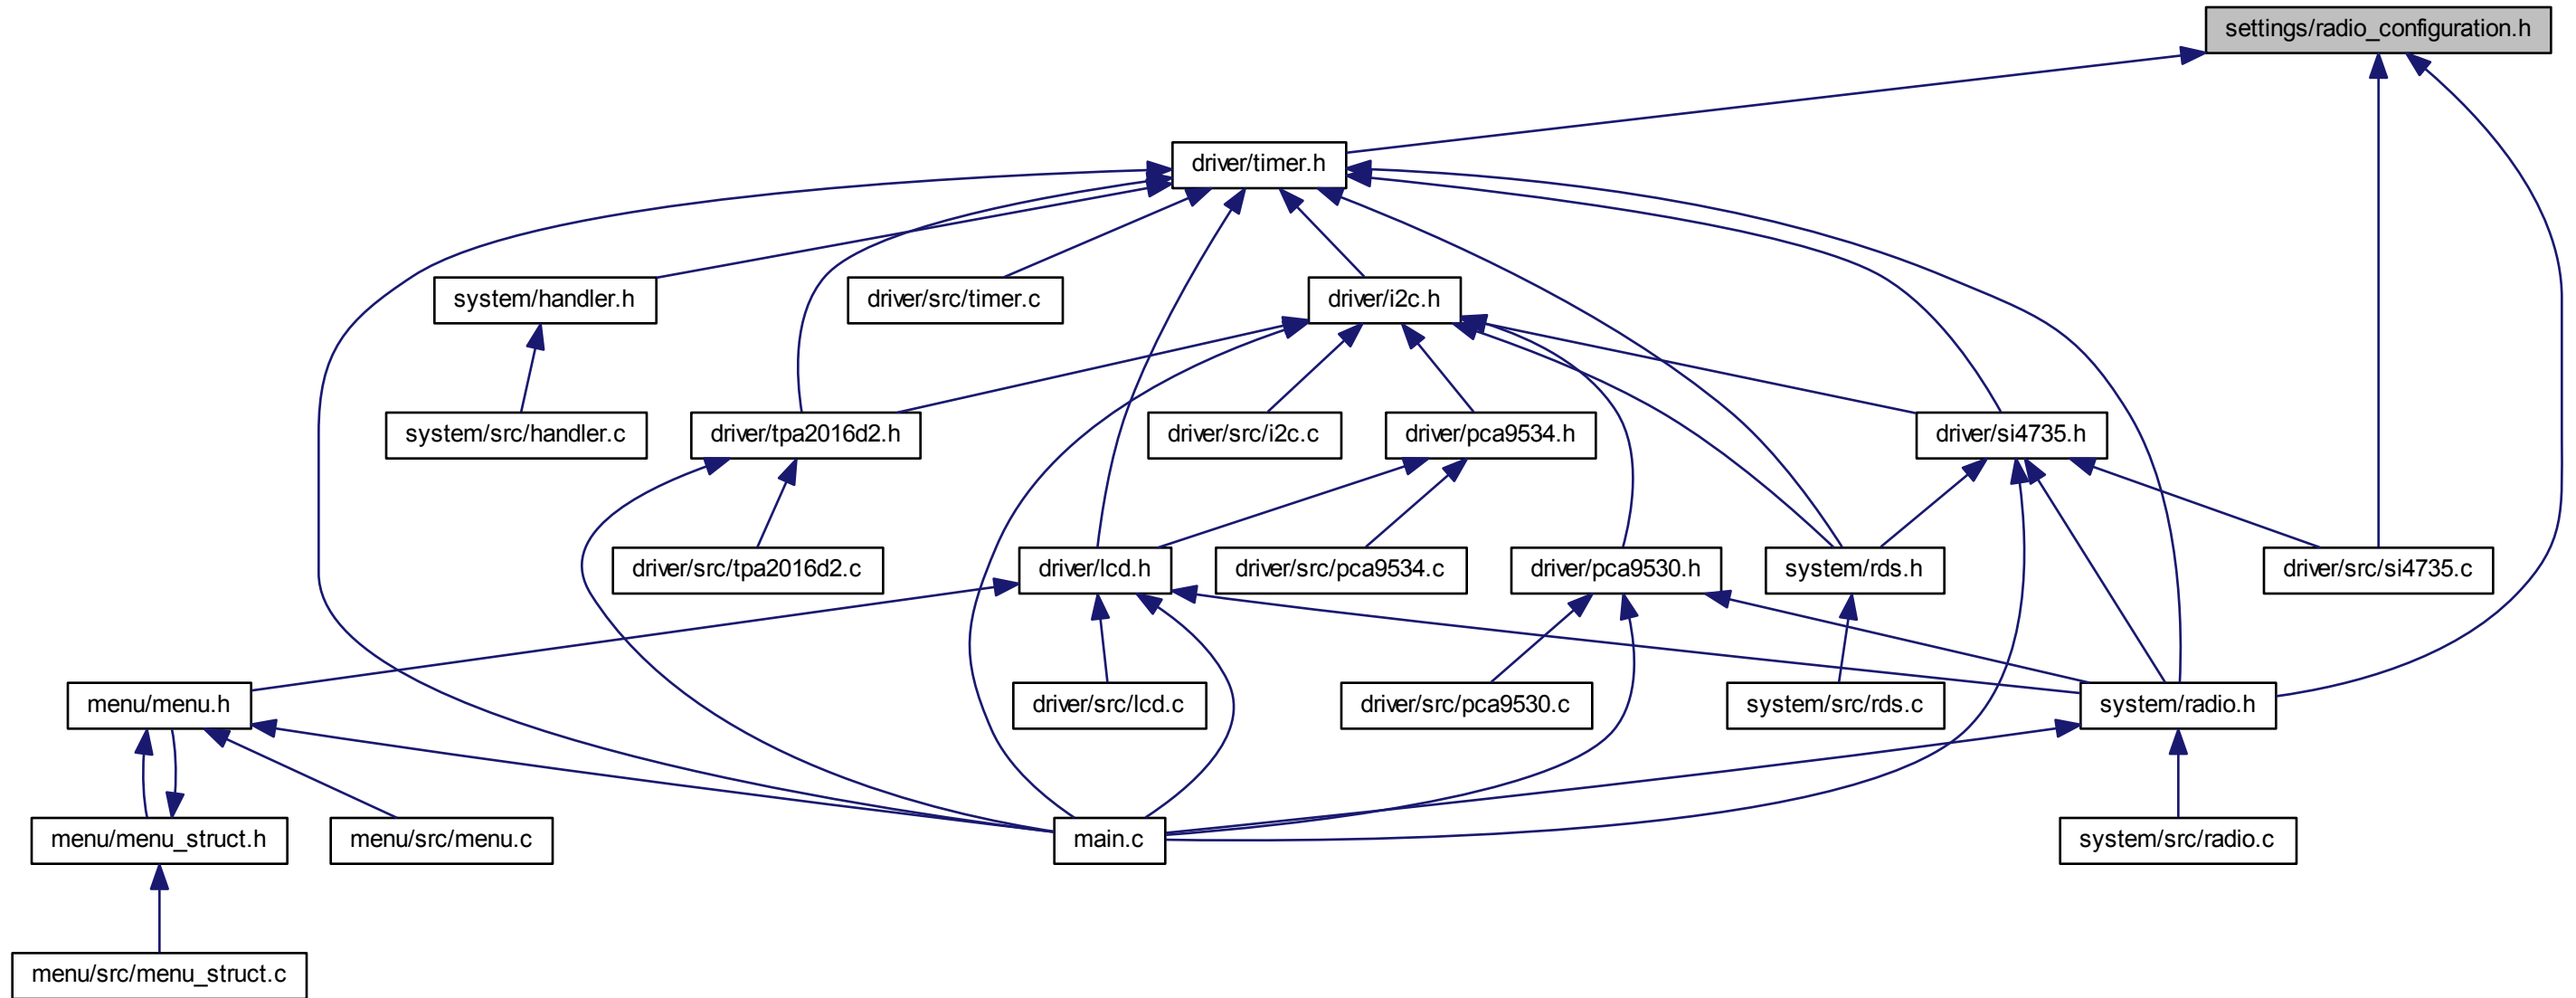 settings/radio_configuration.h
driver/timer.h
system/handler.h
driver/src/timer.c
driver/i2c.h
system/src/handler.c
driver/tpa2016d2.h
driver/src/i2c.c
driver/pca9534.h
driver/si4735.h
driver/src/tpa2016d2.c
driver/lcd.h
driver/src/pca9534.c
driver/pca9530.h
system/rds.h
driver/src/si4735.c
menu/menu.h
driver/src/lcd.c
driver/src/pca9530.c
system/src/rds.c
system/radio.h
menu/menu_struct.h
menu/src/menu.c
main.c
system/src/radio.c
menu/src/menu_struct.c